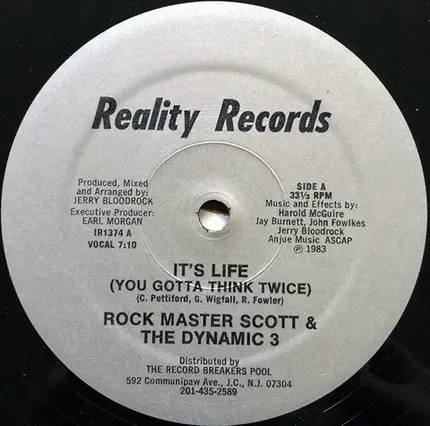 Reality Records
Produced, Mixed
and Arranged by:
JERRY BLOODROCK
Executive Producer:
EARL MORGAN
IR1374 A
VOCAL 7:10
SIDE A
33⅓ RPM
Music and Effects by:
Harold McGuire
Jay Burnett, John Fowlkes
Jerry Bloodrock
Anjue Music ASCAP
℗ 1983
IT'S LIFE
(YOU GOTTA THINK TWICE)
(C. Pettiford, G. Wigfall, R. Fowler)
ROCK MASTER SCOTT &
THE DYNAMIC 3
Distributed by
THE RECORD BREAKERS POOL
592 Communipaw Ave., J.C., N.J. 07304
201-435-2589